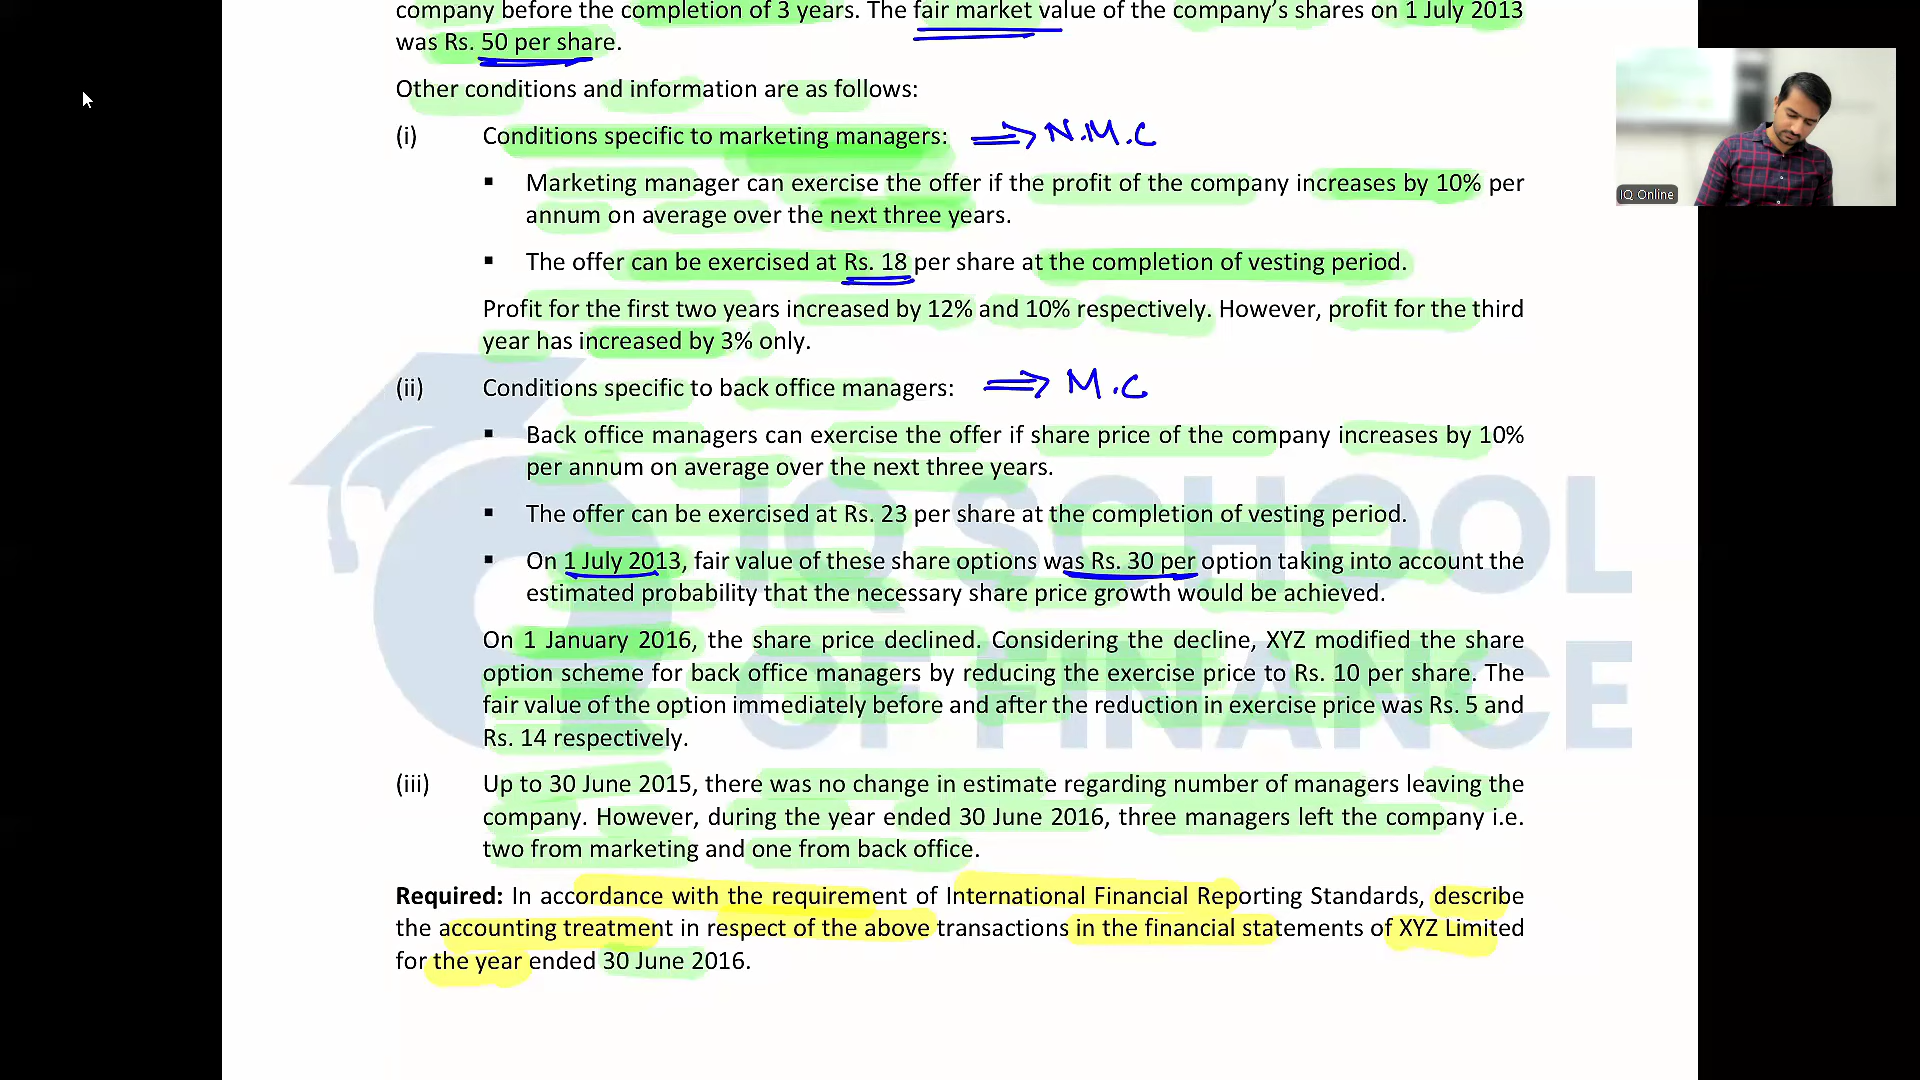 company before the completion of 3 years. The fair market value of the company's shares on 1 July 2013
was Rs. 50 per share.
Other conditions and information are as follows:
(i) Conditions specific to marketing managers: ⇒ N.M.C
▪ Marketing manager can exercise the offer if the profit of the company increases by 10% per
annum on average over the next three years.
▪ The offer can be exercised at Rs. 18 per share at the completion of vesting period.
Profit for the first two years increased by 12% and 10% respectively. However, profit for the third
year has increased by 3% only.
(ii) Conditions specific to back office managers: ⇒ M.C
▪ Back office managers can exercise the offer if share price of the company increases by 10%
per annum on average over the next three years.
▪ The offer can be exercised at Rs. 23 per share at the completion of vesting period.
▪ On 1 July 2013, fair value of these share options was Rs. 30 per option taking into account the
estimated probability that the necessary share price growth would be achieved.
On 1 January 2016, the share price declined. Considering the decline, XYZ modified the share
option scheme for back office managers by reducing the exercise price to Rs. 10 per share. The
fair value of the option immediately before and after the reduction in exercise price was Rs. 5 and
Rs. 14 respectively.
(iii) Up to 30 June 2015, there was no change in estimate regarding number of managers leaving the
company. However, during the year ended 30 June 2016, three managers left the company i.e.
two from marketing and one from back office.
Required: In accordance with the requirement of International Financial Reporting Standards, describe
the accounting treatment in respect of the above transactions in the financial statements of XYZ Limited
for the year ended 30 June 2016.
IQ SCHOOL
OF FINANCE
IQ Online